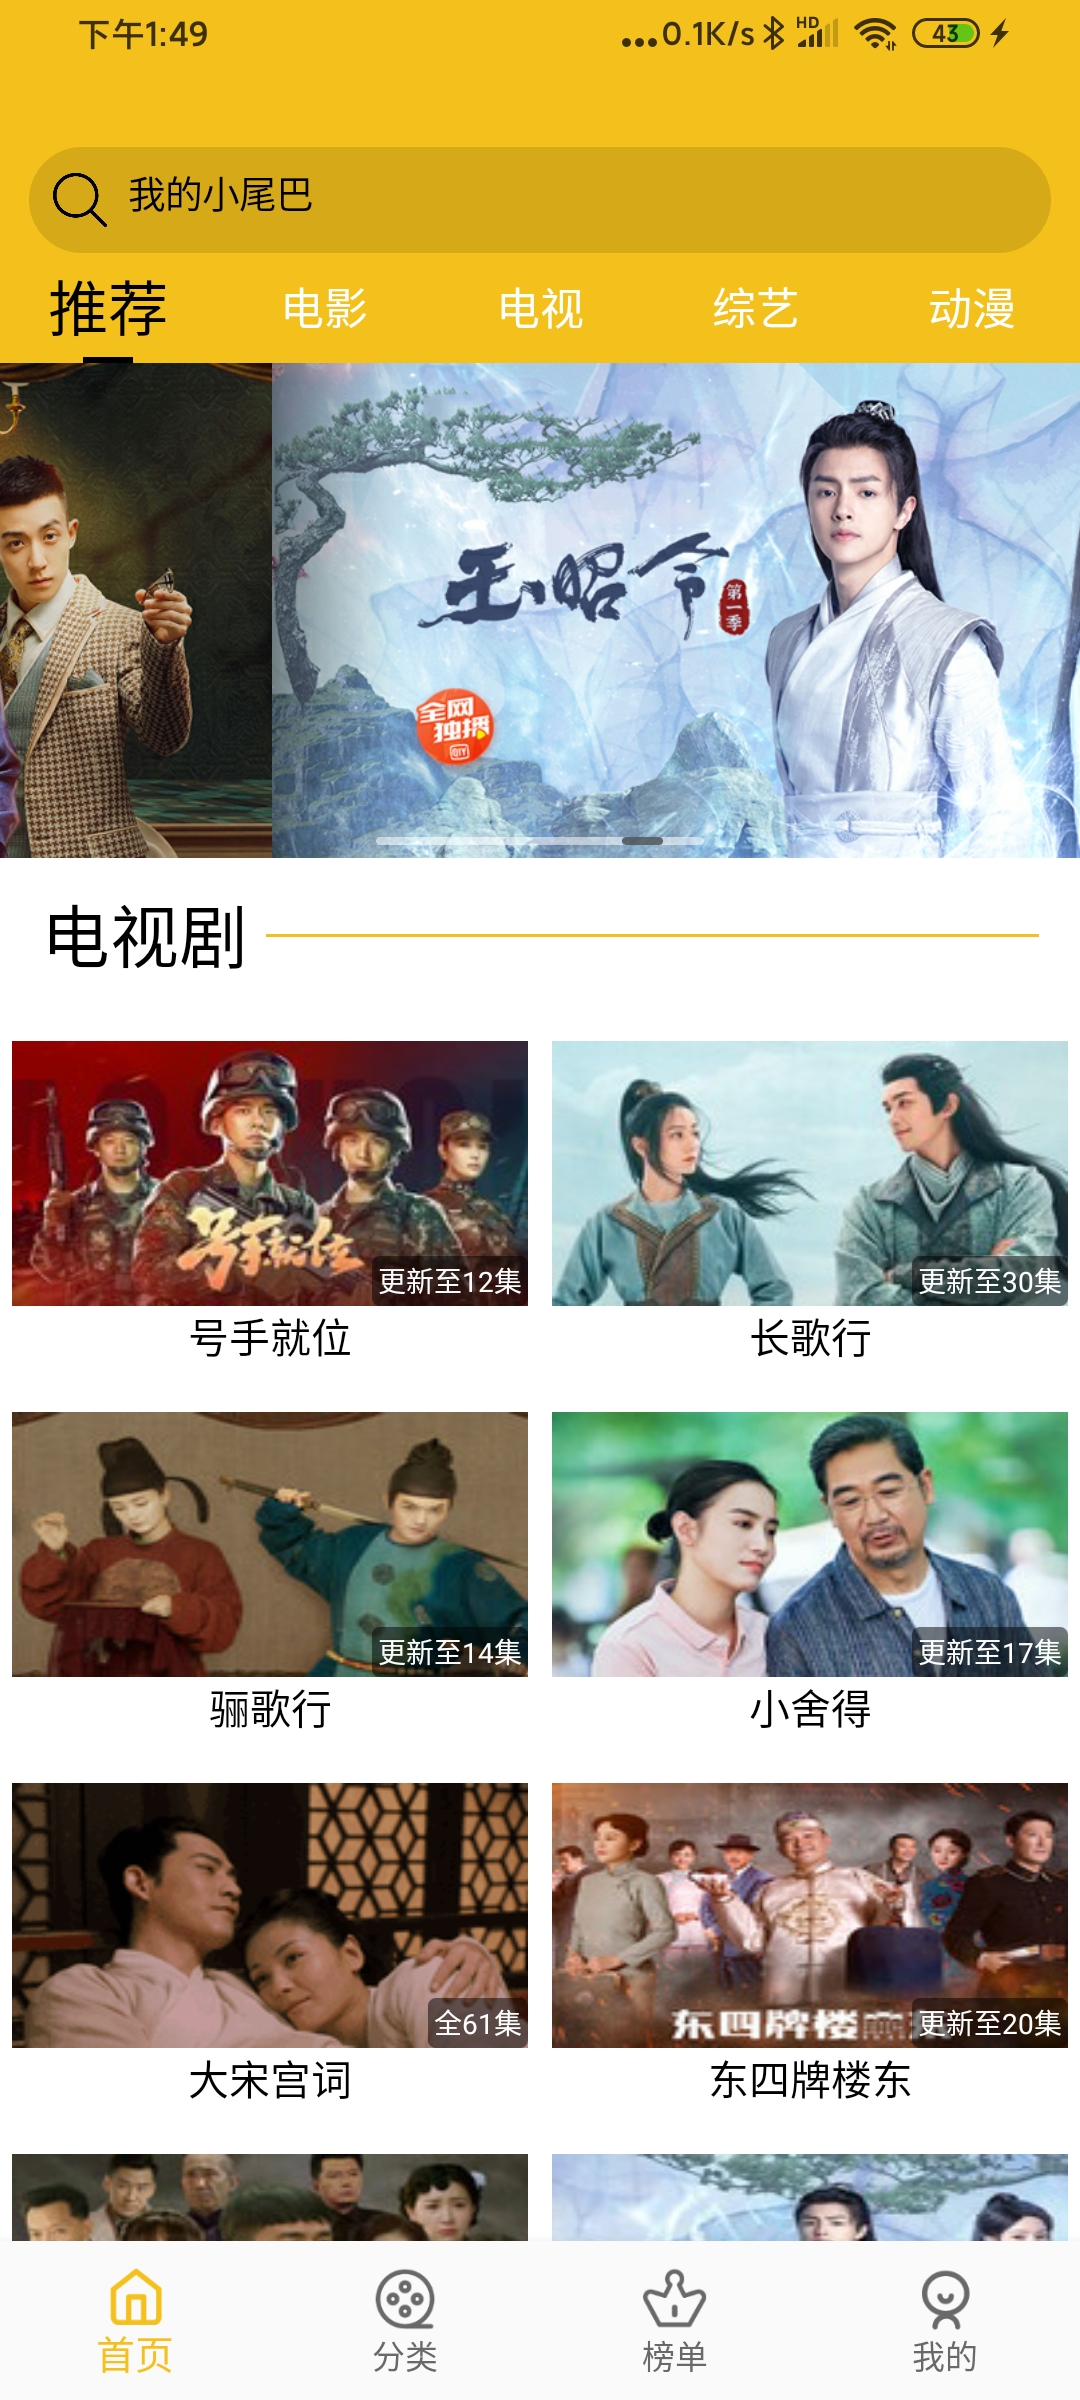 下午1:49
...0.1K/s HD 43
我的小尾巴
推荐 电影 电视 综艺 动漫
玉昭令
第一季
全网
独播
QIY
电视剧
号手就位
更新至12集
更新至30集
号手就位 长歌行
更新至14集 更新至17集
骊歌行 小舍得
全61集
东四牌楼
更新至20集
大宋宫词 东四牌楼东
首页 分类 榜单 我的